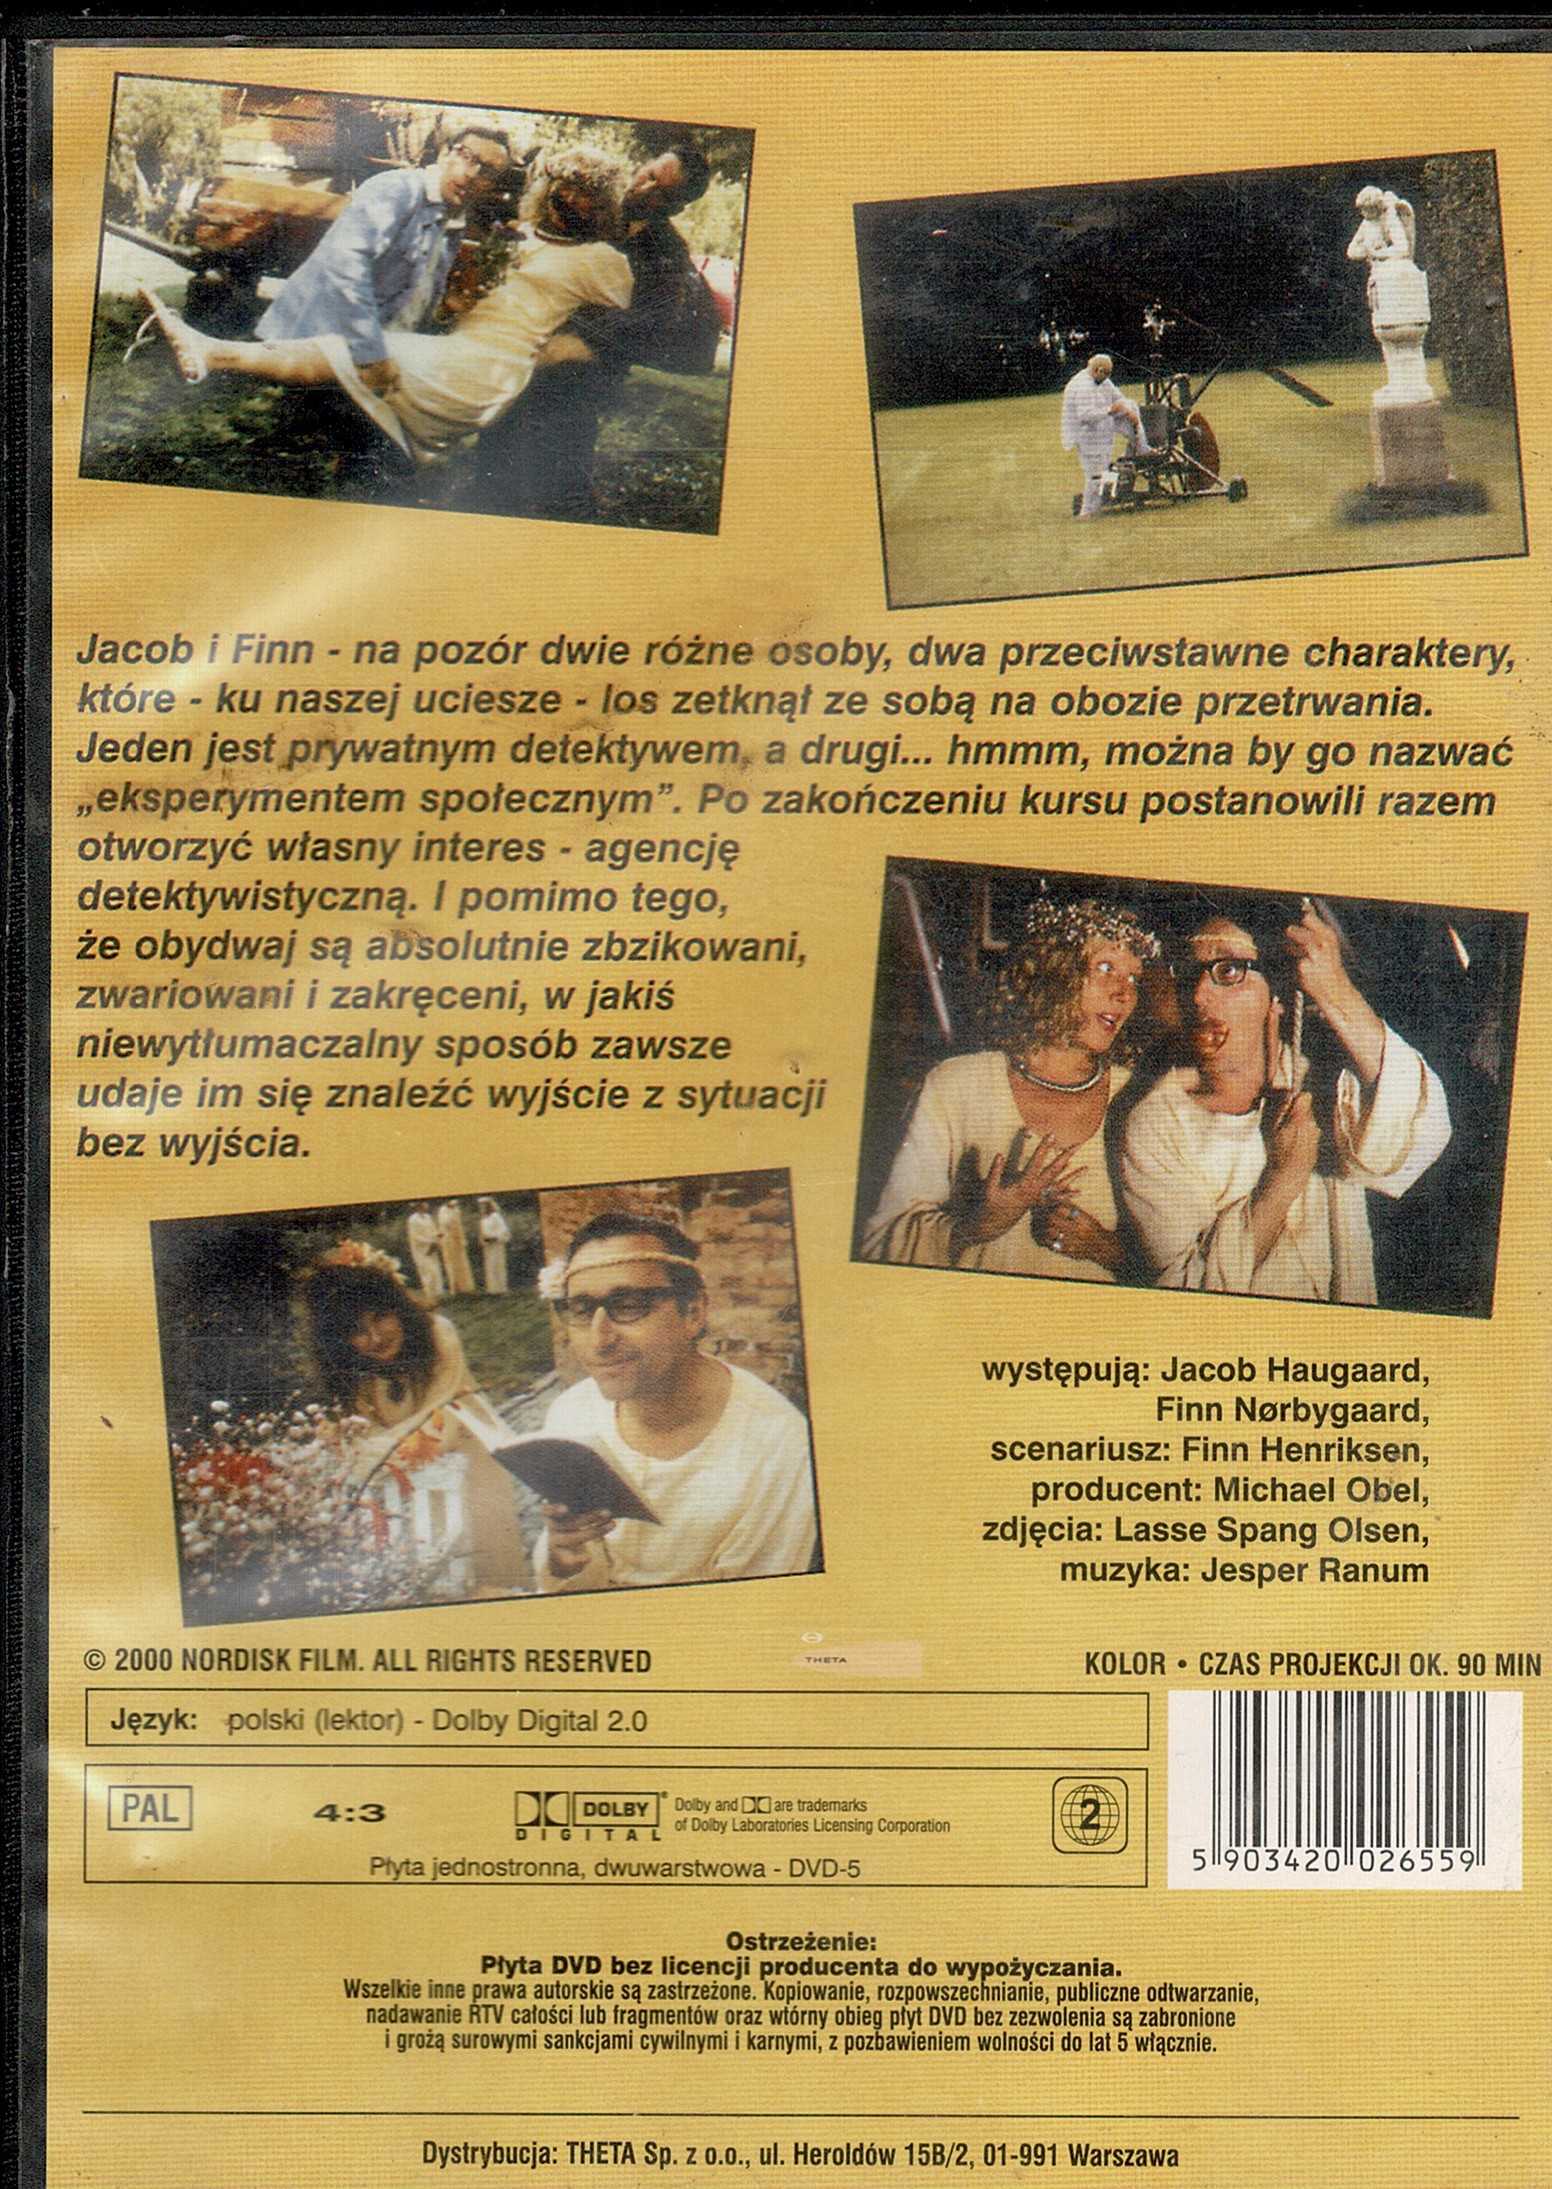 Jacob i Finn - na pozór dwie różne osoby, dwa przeciwstawne charaktery,
które - ku naszej uciesze - los zetknął ze sobą na obozie przetrwania.
Jeden jest prywatnym detektywem, a drugi... hmmm, można by go nazwać
„eksperymentem społecznym”. Po zakończeniu kursu postanowili razem
otworzyć własny interes - agencję
detektywistyczną. I pomimo tego,
że obydwaj są absolutnie zbzikowani,
zwariowani i zakręceni, w jakiś
niewytłumaczalny sposób zawsze
udaje im się znaleźć wyjście z sytuacji
bez wyjścia.
występują: Jacob Haugaard,
Finn Nørbygaard,
scenariusz: Finn Henriksen,
producent: Michael Obel,
zdjęcia: Lasse Spang Olsen,
muzyka: Jesper Ranum
© 2000 NORDISK FILM. ALL RIGHTS RESERVED
THETA
KOLOR • CZAS PROJEKCJI OK. 90 MIN
Język: polski (lektor) - Dolby Digital 2.0
PAL
4:3
DOLBY
DIGITAL
Dolby and are trademarks
of Dolby Laboratories Licensing Corporation
2
Płyta jednostronna, dwuwarstwowa - DVD-5
5 903420 026559
Ostrzeżenie:
Płyta DVD bez licencji producenta do wypożyczania.
Wszelkie inne prawa autorskie są zastrzeżone. Kopiowanie, rozpowszechnianie, publiczne odtwarzanie,
nadawanie RTV całości lub fragmentów oraz wtórny obieg płyt DVD bez zezwolenia są zabronione
i grożą surowymi sankcjami cywilnymi i karnymi, z pozbawieniem wolności do lat 5 włącznie.
Dystrybucja: THETA Sp. z o.o., ul. Heroldów 15B/2, 01-991 Warszawa